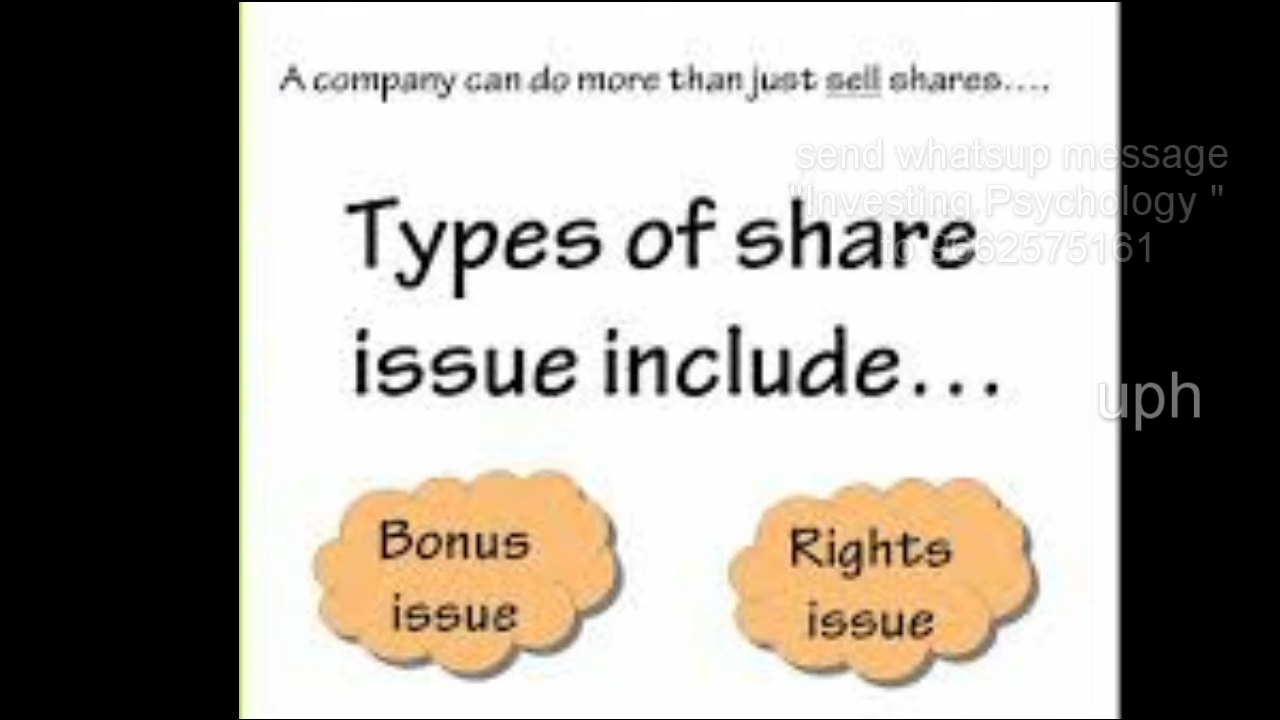 A company can do more than just sell shares....
send whatsup message
"Investing Psychology "
Types of share
issue include...
uph
Bonus
issue
Rights
issue